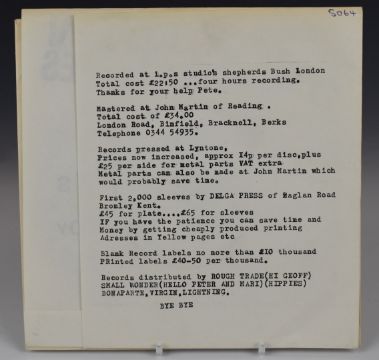 S064
Recorded at l.p.s studio's shepherds Bush London
Total cost of £22:50 ...four hours recording.
Thanks for your help Pete.
Mastered at John Martin of Reading .
Total cost of £34.00
London Road, Binfield, Bracknell, Berks
Telephone 0344 54935.
Records pressed at Lyntone,
Prices now increased, approx 14p per disc,plus
£25 per side for metal parts VAT extra
Metal parts can also be made at John Martin which
would probably save time.
First 2,000 sleeves by DELGA PRESS of Raglan Road
Bromley Kent.
£45 for plate....£65 for sleeves
IF you have the patience you can save time and
Money by getting cheaply produced printing
Adresses in Yellow pages etc
Blank Record labels no more than £10 thousand
PRinted labels £40-50 per thousand.
Records distributed by ROUGH TRADE(HI GEOFF)
SMALL WONDER(HELLO PETER AND MARI)(HIPPIES)
BONAPARTE,VIRGIN,LIGHTNING.
BYE BYE